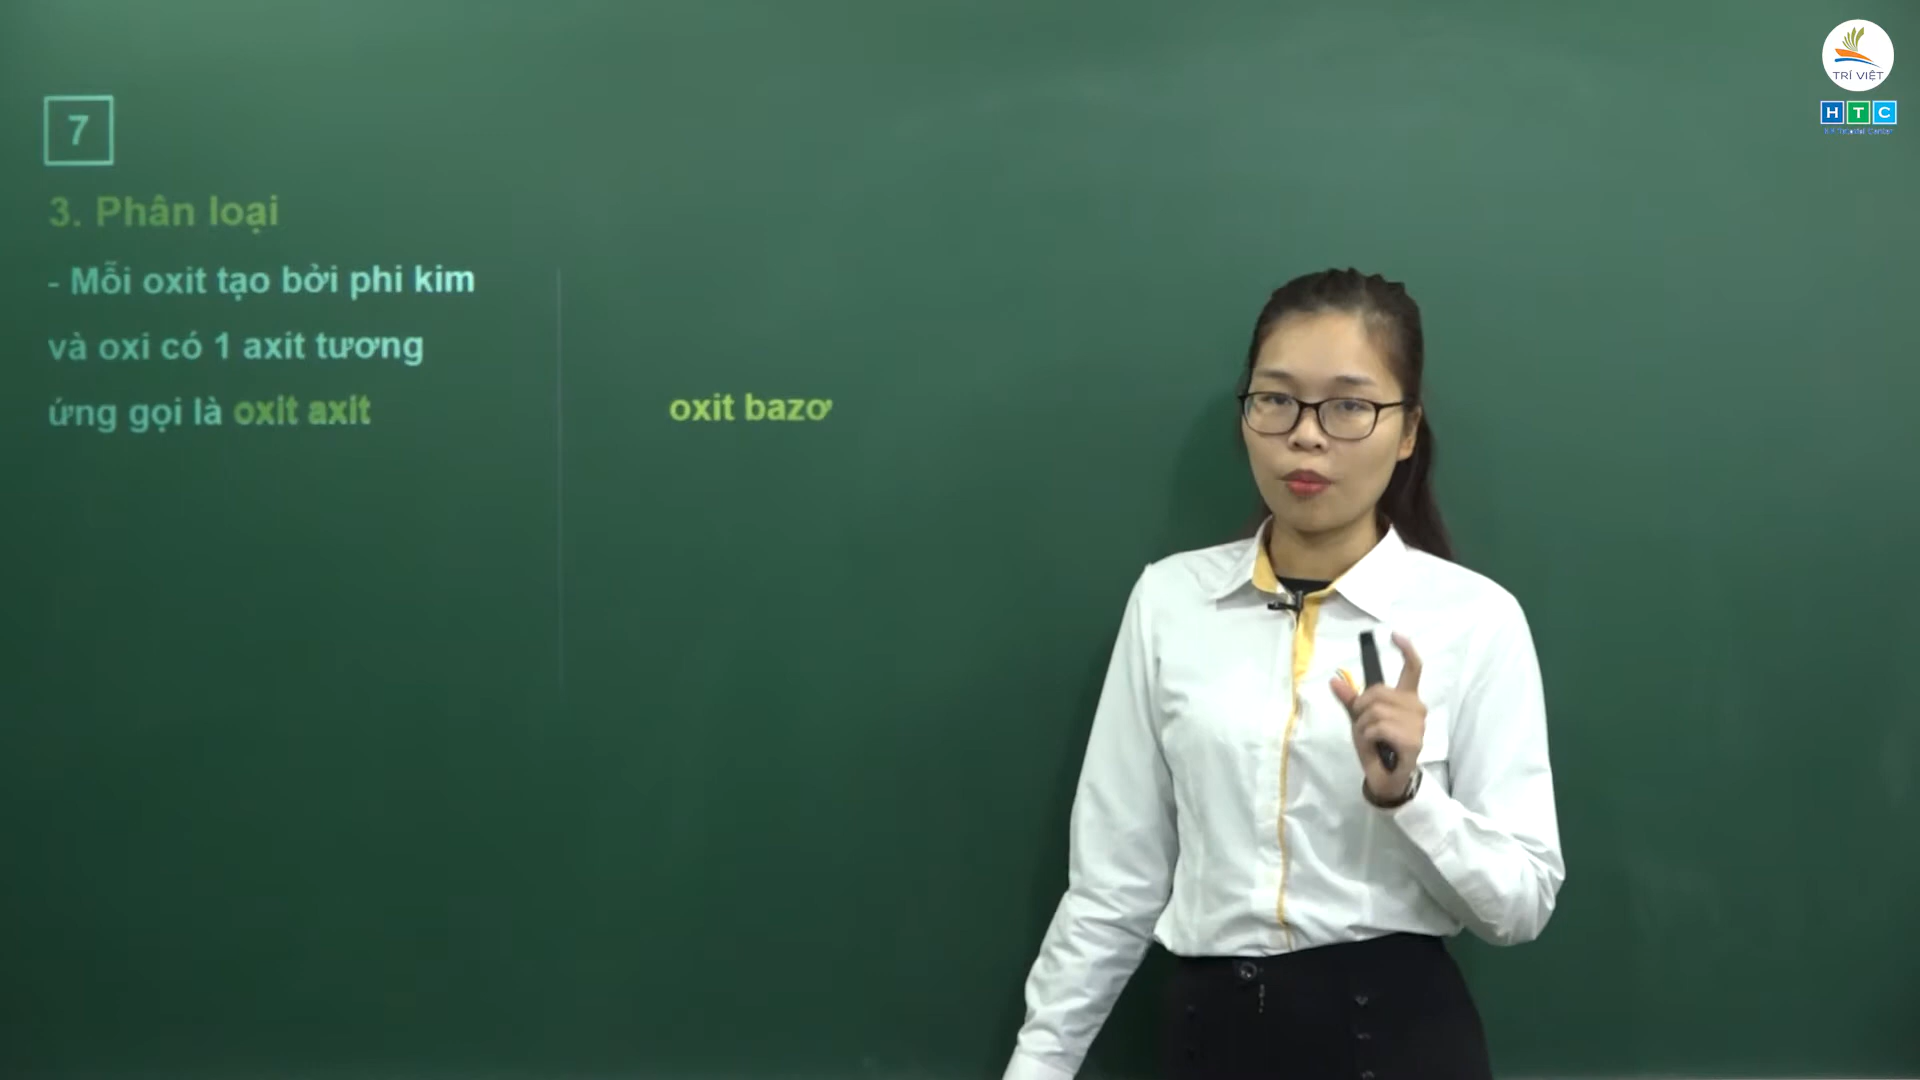 7
3. Phân loại
- Mỗi oxit tạo bởi phi kim
và oxi có 1 axit tương
ứng gọi là oxit axit
oxit bazơ
TRÍ VIỆT
HTC